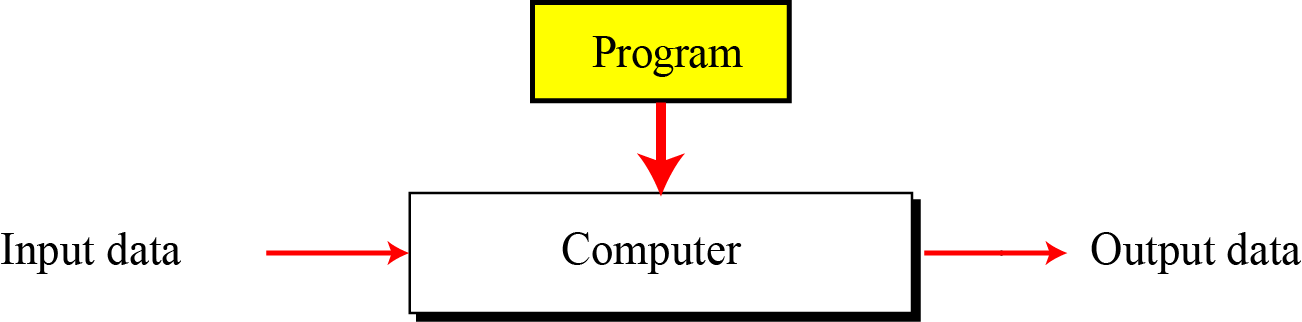 Program
Input data
Computer
Output data